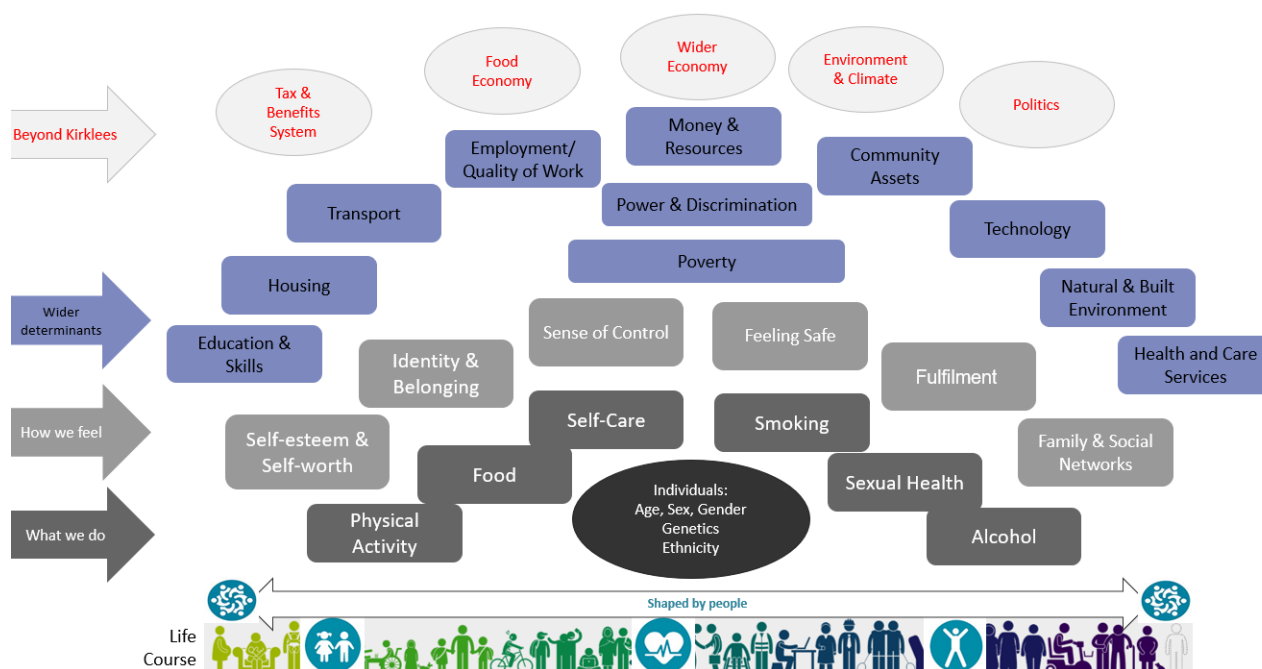 Wider
Economy
Food
Economy
Environment
& Climate
Tax &
Benefits
System
Politics
Beyond Kirklees
Money &
Resources
Employment/
Quality of Work
Community
Assets
Transport
Power & Discrimination
Technology
Poverty
Housing
Natural & Built
Environment
Wider
determinants
Education &
Skills
Health and Care
Services
Sense of Control
Feeling Safe
Identity &
Belonging
Fulfilment
How we feel
Self-esteem &
Self-worth
Family & Social
Networks
Self-Care
Smoking
Food
Sexual Health
What we do
Physical
Activity
Alcohol
Individuals:
Age, Sex, Gender
Genetics
Ethnicity
Shaped by people
Life
Course